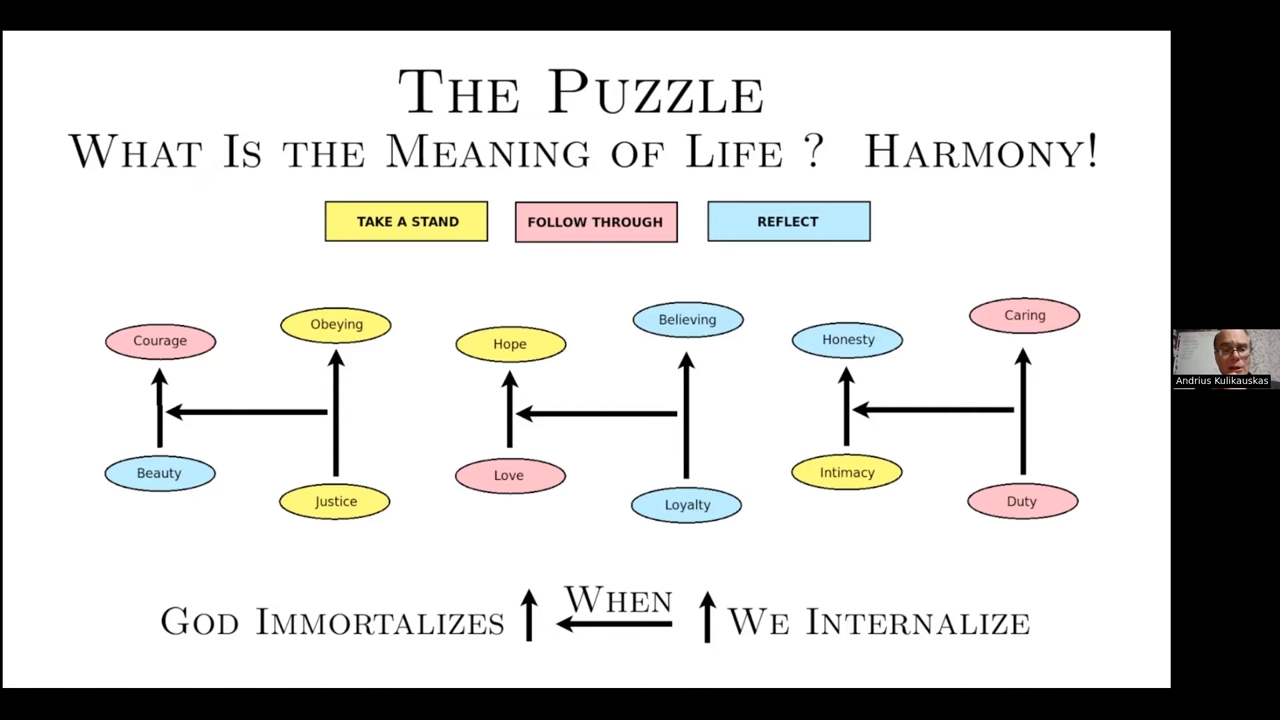 THE PUZZLE
WHAT IS THE MEANING OF LIFE ? HARMONY!
TAKE A STAND FOLLOW THROUGH REFLECT
Courage Obeying Hope Believing Honesty Caring
Beauty Justice Love Loyalty Intimacy Duty
GOD IMMORTALIZES WHEN WE INTERNALIZE
Andrius Kulikauskas